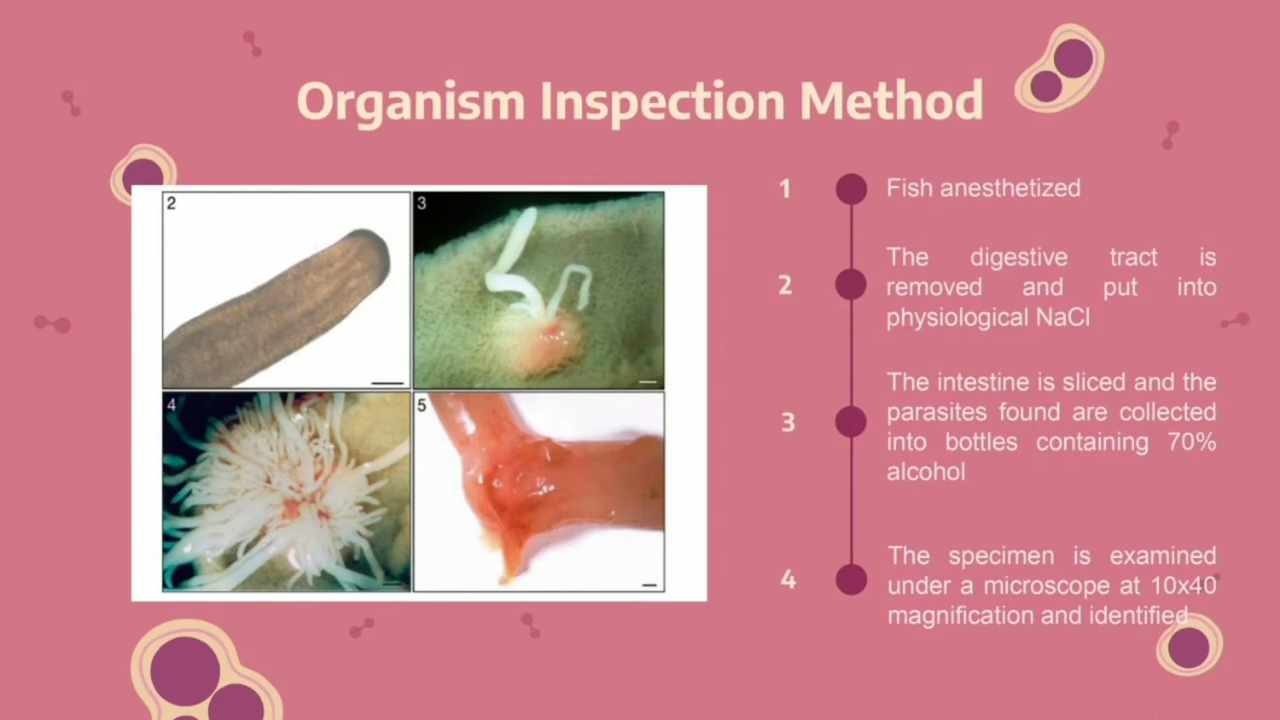 Organism Inspection Method
2
3
4
5
1
Fish anesthetized
2
The digestive tract is
removed and put into
physiological NaCl
3
The intestine is sliced and the
parasites found are collected
into bottles containing 70%
alcohol
4
The specimen is examined
under a microscope at 10x40
magnification and identified